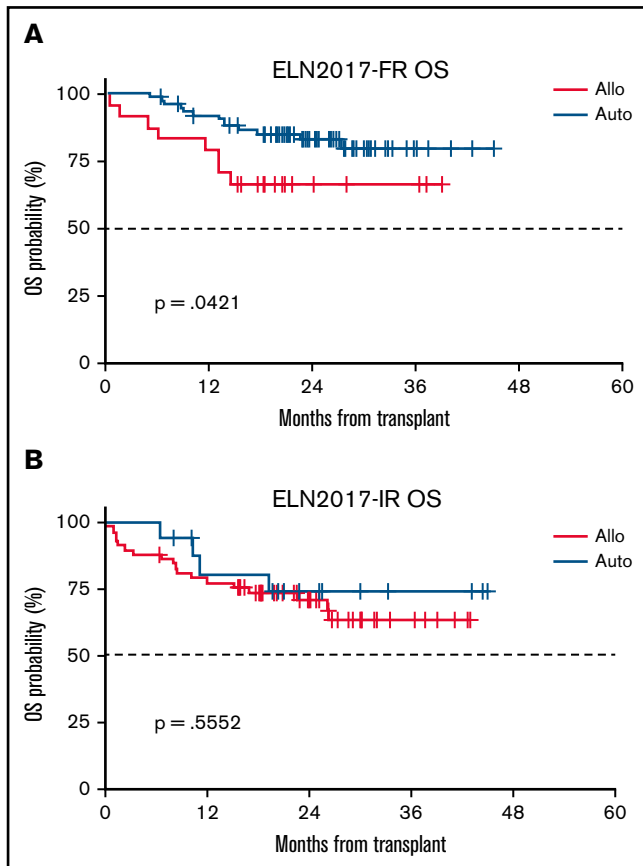 A
ELN2017-FR OS
Allo
Auto
OS probability (%)
100
75
50
25
0
p = .0421
0 12 24 36 48 60
Months from transplant
B
ELN2017-IR OS
Allo
Auto
OS probability (%)
100
75
50
25
0
p = .5552
0 12 24 36 48 60
Months from transplant